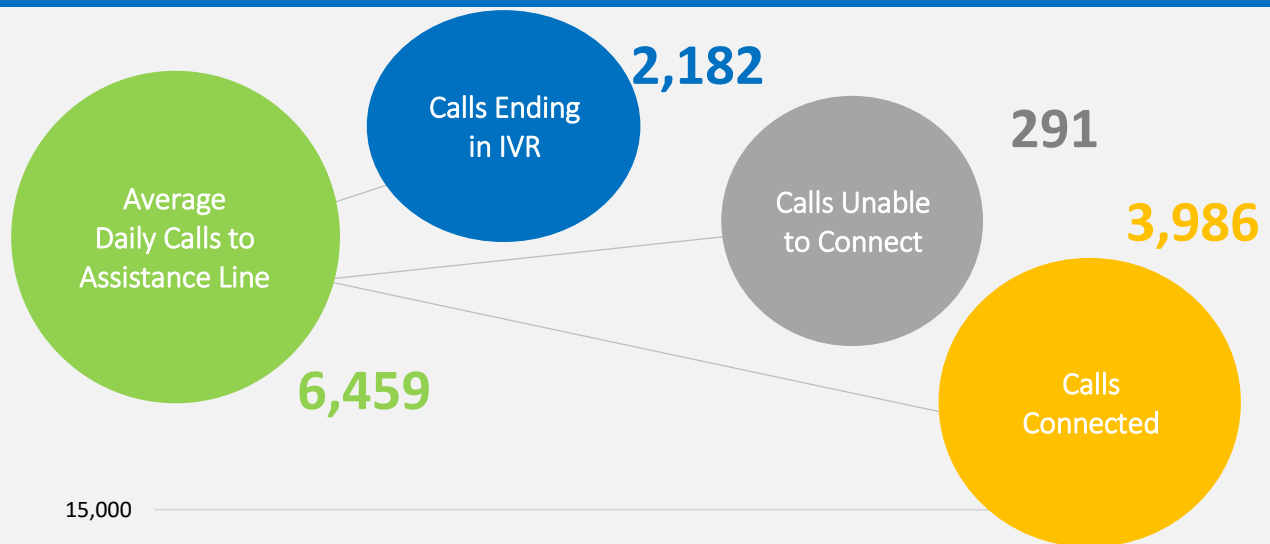 Average
Daily Calls to
Assistance Line
6,459
Calls Ending
in IVR
2,182
Calls Unable
to Connect
291
Calls
Connected
3,986
15,000